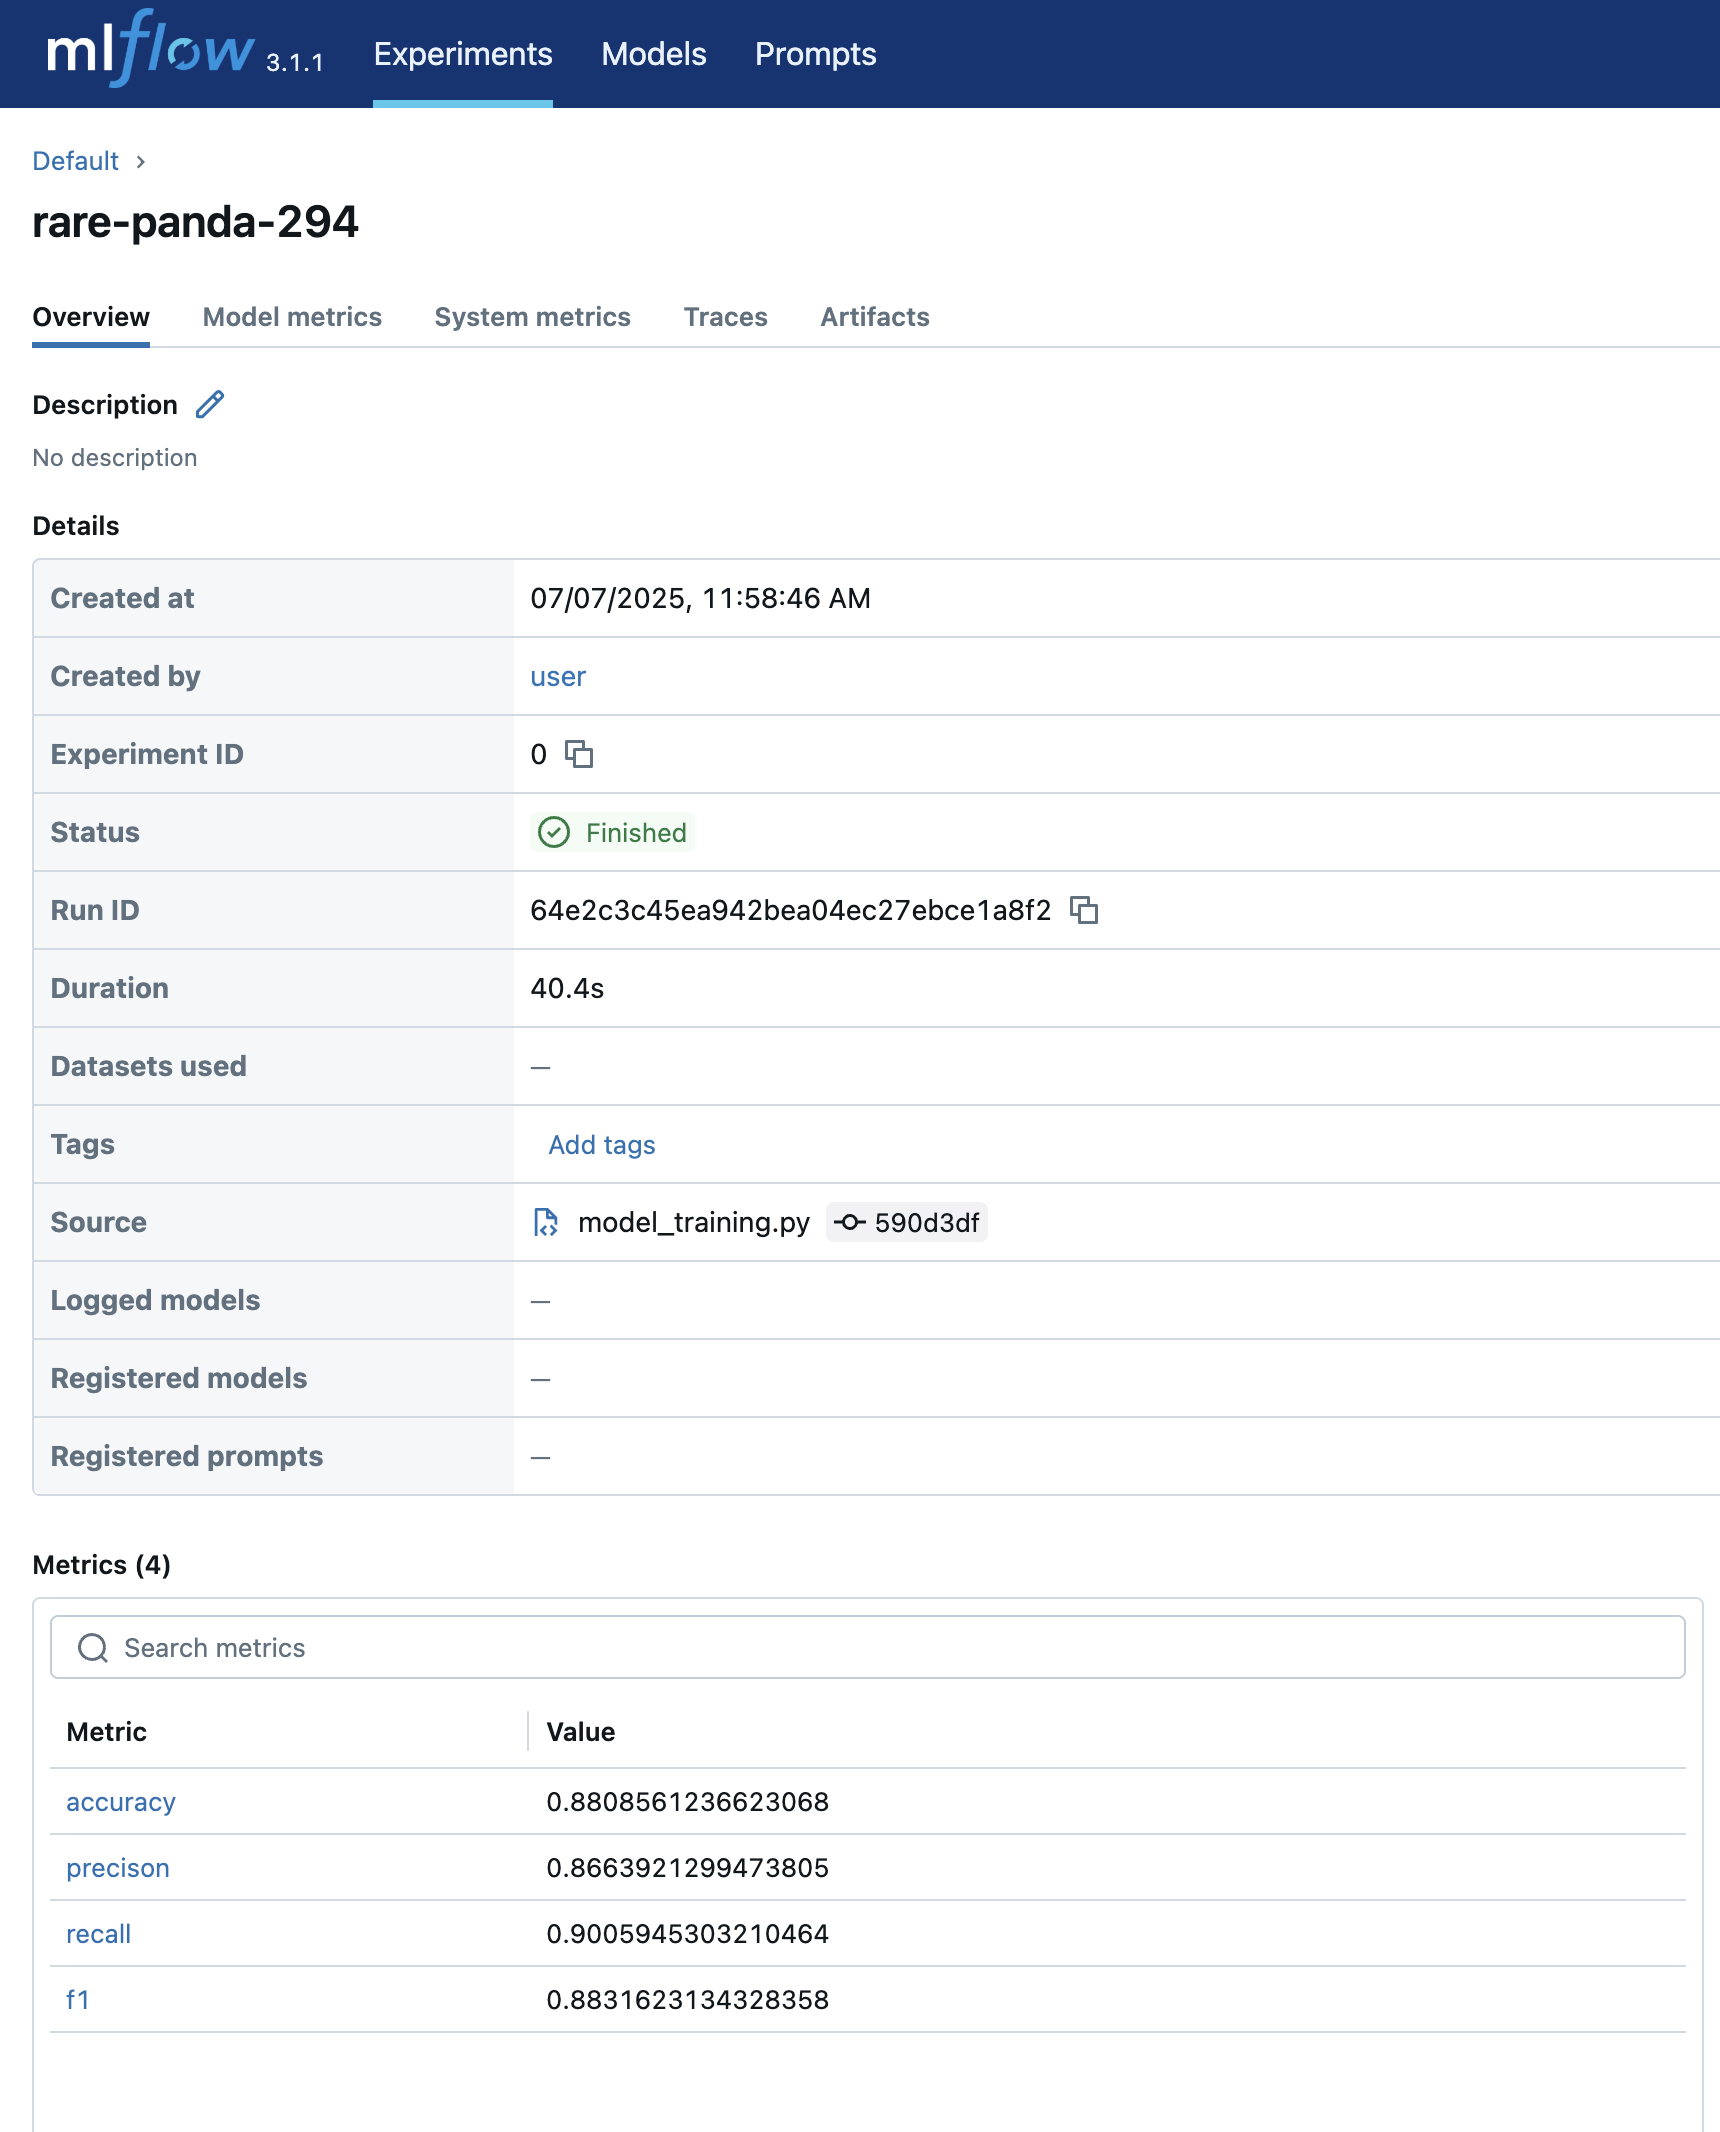 mlflow 3.1.1 Experiments Models Prompts
Default >
rare-panda-294
Overview Model metrics System metrics Traces Artifacts
Description
No description
Details
Created at 07/07/2025, 11:58:46 AM
Created by user
Experiment ID 0
Status Finished
Run ID 64e2c3c45ea942bea04ec27ebce1a8f2
Duration 40.4s
Datasets used —
Tags Add tags
Source model_training.py 590d3df
Logged models —
Registered models —
Registered prompts —
Metrics (4)
Search metrics
Metric Value
accuracy 0.8808561236623068
precison 0.8663921299473805
recall 0.9005945303210464
f1 0.8831623134328358